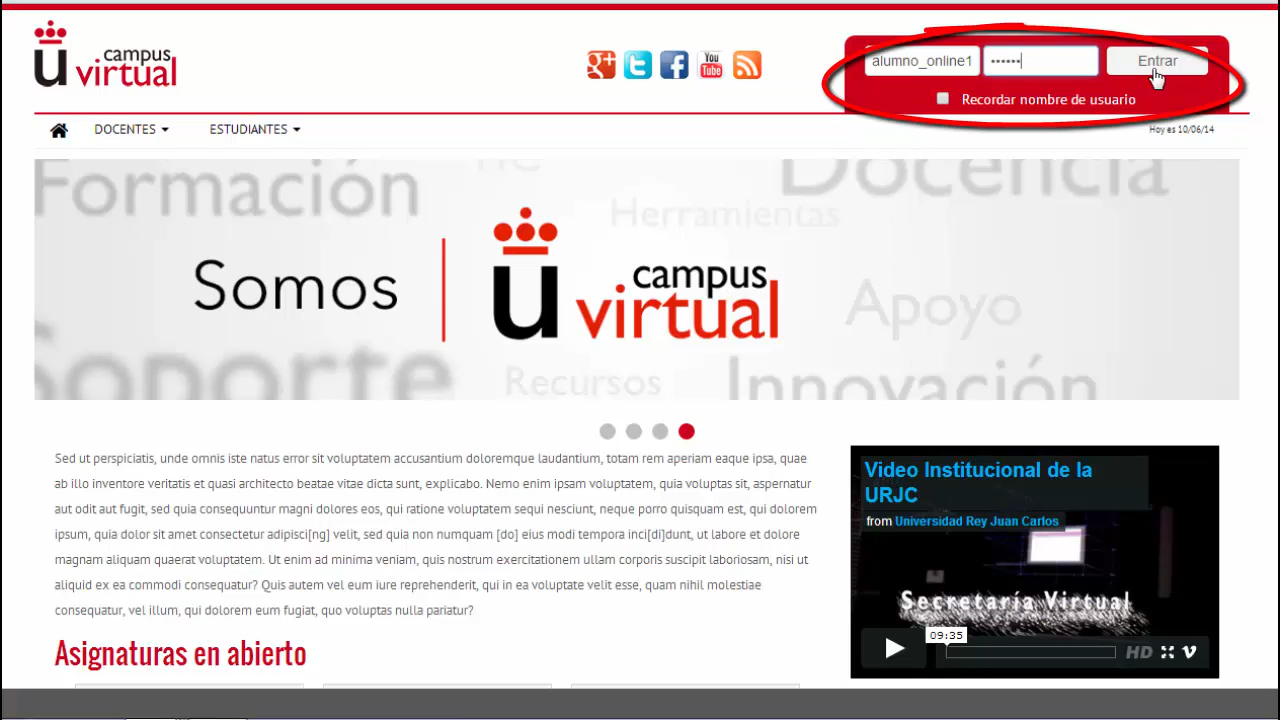 campus
u virtual
alumno_online1 •••••• Entrar
Recordar nombre de usuario
DOCENTES ESTUDIANTES
Hoy es 10/06/14
Formación TIC Docencia
Herramientas
Somos
campus
u virtual
Apoyo
Soporte
Recursos
Innovación
Sed ut perspiciatis, unde omnis iste natus error sit voluptatem accusantium doloremque laudantium, totam rem aperiam eaque ipsa, quae
ab illo inventore veritatis et quasi architecto beatae vitae dicta sunt, explicabo. Nemo enim ipsam voluptatem, quia voluptas sit, aspernatur
aut odit aut fugit, sed quia consequuntur magni dolores eos, qui ratione voluptatem sequi nesciunt, neque porro quisquam est, qui dolorem
ipsum, quia dolor sit amet consectetur adipisci[ng] velit, sed quia non numquam [do] eius modi tempora inci[di]dunt, ut labore et dolore
magnam aliquam quaerat voluptatem. Ut enim ad minima veniam, quis nostrum exercitationem ullam corporis suscipit laboriosam, nisi ut
aliquid ex ea commodi consequatur? Quis autem vel eum iure reprehenderit, qui in ea voluptate velit esse, quam nihil molestiae
consequatur, vel illum, qui dolorem eum fugiat, quo voluptas nulla pariatur?
Asignaturas en abierto
Video Institucional de la
URJC
from Universidad Rey Juan Carlos
Secretaría Virtual
09:35
HD
You
Tube